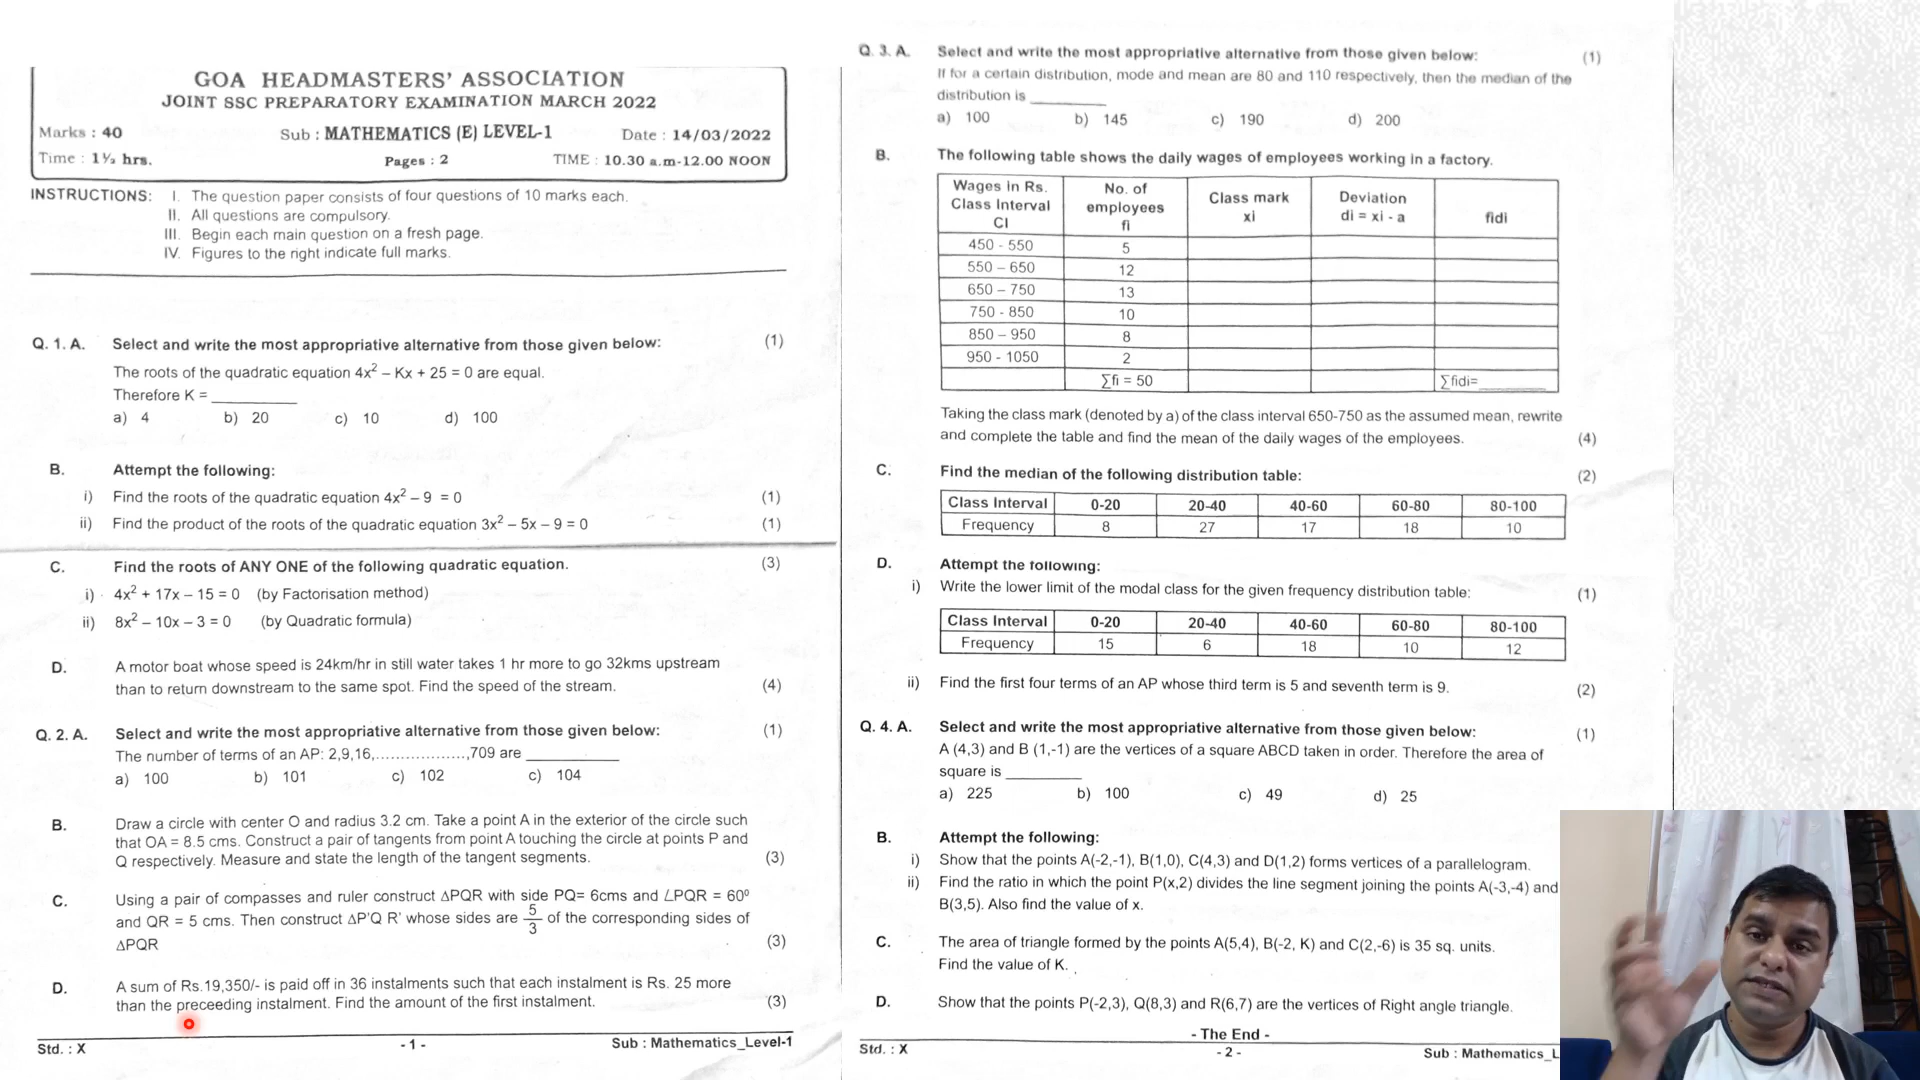 GOA HEADMASTERS' ASSOCIATION
JOINT SSC PREPARATORY EXAMINATION MARCH 2022
Marks : 40 Sub : MATHEMATICS (E) LEVEL-1 Date : 14/03/2022
Time : 1½ hrs. Pages : 2 TIME : 10.30 a.m-12.00 NOON
INSTRUCTIONS: I. The question paper consists of four questions of 10 marks each.
II. All questions are compulsory.
III. Begin each main question on a fresh page.
IV. Figures to the right indicate full marks.
Q. 1. A. Select and write the most appropriative alternative from those given below: (1)
The roots of the quadratic equation 4x² – Kx + 25 = 0 are equal.
Therefore K = __________
a) 4 b) 20 c) 10 d) 100
B. Attempt the following:
i) Find the roots of the quadratic equation 4x² – 9 = 0 (1)
ii) Find the product of the roots of the quadratic equation 3x² – 5x – 9 = 0 (1)
C. Find the roots of ANY ONE of the following quadratic equation. (3)
i) 4x² + 17x – 15 = 0 (by Factorisation method)
ii) 8x² – 10x – 3 = 0 (by Quadratic formula)
D. A motor boat whose speed is 24km/hr in still water takes 1 hr more to go 32kms upstream
than to return downstream to the same spot. Find the speed of the stream. (4)
Q. 2. A. Select and write the most appropriative alternative from those given below: (1)
The number of terms of an AP: 2,9,16,..................,709 are ___________
a) 100 b) 101 c) 102 c) 104
B. Draw a circle with center O and radius 3.2 cm. Take a point A in the exterior of the circle such
that OA = 8.5 cms. Construct a pair of tangents from point A touching the circle at points P and
Q respectively. Measure and state the length of the tangent segments. (3)
C. Using a pair of compasses and ruler construct ΔPQR with side PQ= 6cms and ∠PQR = 60⁰
and QR = 5 cms. Then construct ΔP'Q R' whose sides are 5/3 of the corresponding sides of
ΔPQR (3)
D. A sum of Rs.19,350/- is paid off in 36 instalments such that each instalment is Rs. 25 more
than the preceeding instalment. Find the amount of the first instalment. (3)
Std. : X - 1 - Sub : Mathematics_Level-1
Q. 3. A. Select and write the most appropriative alternative from those given below: (1)
If for a certain distribution, mode and mean are 80 and 110 respectively, then the median of the
distribution is _________
a) 100 b) 145 c) 190 d) 200
B. The following table shows the daily wages of employees working in a factory.
Wages in Rs. Class Interval CI No. of employees fi Class mark xi Deviation di = xi - a fidi
450 - 550 5
550 – 650 12
650 – 750 13
750 - 850 10
850 – 950 8
950 - 1050 2
∑fi = 50 ∑fidi=________
Taking the class mark (denoted by a) of the class interval 650-750 as the assumed mean, rewrite
and complete the table and find the mean of the daily wages of the employees. (4)
C. Find the median of the following distribution table: (2)
Class Interval 0-20 20-40 40-60 60-80 80-100
Frequency 8 27 17 18 10
D. Attempt the following:
i) Write the lower limit of the modal class for the given frequency distribution table: (1)
Class Interval 0-20 20-40 40-60 60-80 80-100
Frequency 15 6 18 10 12
ii) Find the first four terms of an AP whose third term is 5 and seventh term is 9. (2)
Q. 4. A. Select and write the most appropriative alternative from those given below: (1)
A (4,3) and B (1,-1) are the vertices of a square ABCD taken in order. Therefore the area of
square is _________
a) 225 b) 100 c) 49 d) 25
B. Attempt the following:
i) Show that the points A(-2,-1), B(1,0), C(4,3) and D(1,2) forms vertices of a parallelogram.
ii) Find the ratio in which the point P(x,2) divides the line segment joining the points A(-3,-4) and
B(3,5). Also find the value of x.
C. The area of triangle formed by the points A(5,4), B(-2, K) and C(2,-6) is 35 sq. units.
Find the value of K.
D. Show that the points P(-2,3), Q(8,3) and R(6,7) are the vertices of Right angle triangle.
- The End -
Std. : X - 2 - Sub : Mathematics_L